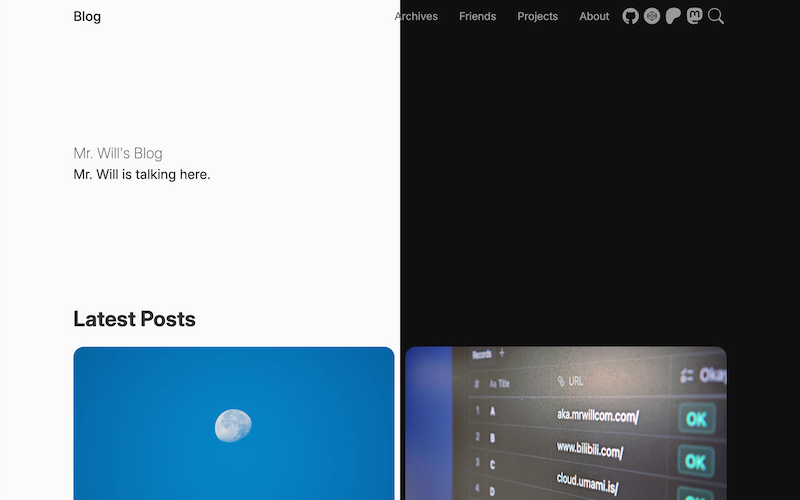 Blog
Archives
Friends
Projects
About
Mr. Will's Blog
Mr. Will is talking here.
Latest Posts
Records +
# Aa Title URL Okay
1 A aka.mrwillcom.com/ OK
2 B www.bilibili.com/ OK
3 C cloud.umami.is/
4 D